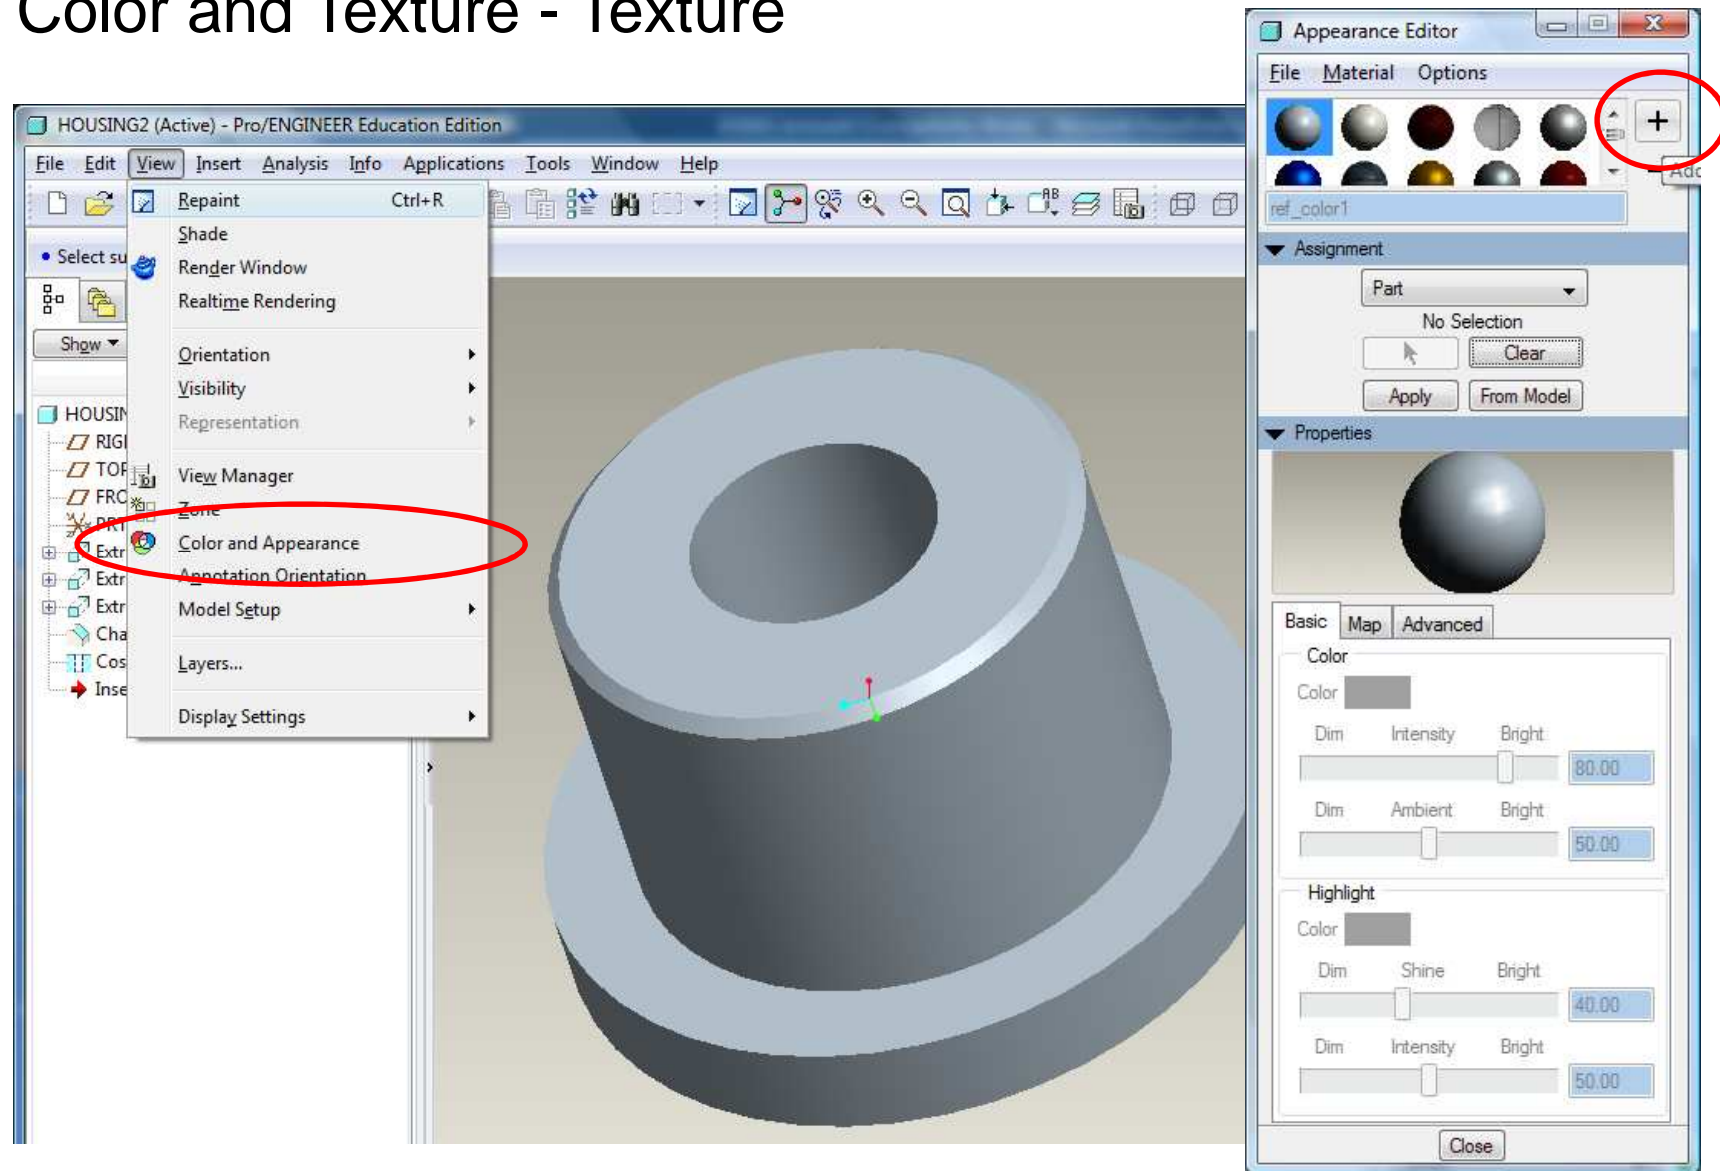 Color and Texture - Texture
HOUSING2 (Active) - Pro/ENGINEER Education Edition
File Edit View Insert Analysis Info Applications Tools Window Help
Repaint Ctrl+R
Shade
Render Window
Realtime Rendering
Orientation
Visibility
Representation
View Manager
Zone
Color and Appearance
Annotation Orientation
Model Setup
Layers...
Display Settings
Select su
Show
HOUSIN
RIGI
TOP
FRO
PRT
Extr
Extr
Extr
Cha
Cos
Inse
Appearance Editor
File Material Options
+
Add
ref_color1
Assignment
Part
No Selection
Clear
Apply From Model
Properties
Basic Map Advanced
Color
Color
Dim Intensity Bright
80.00
Dim Ambient Bright
50.00
Highlight
Color
Dim Shine Bright
40.00
Dim Intensity Bright
50.00
Close